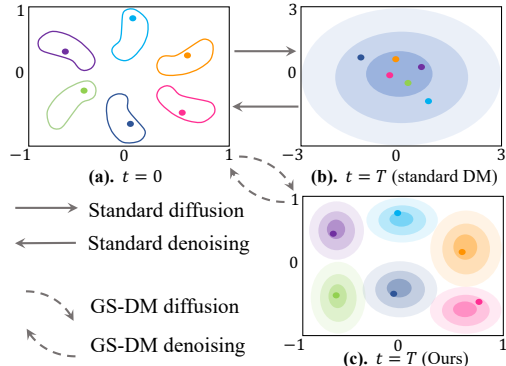 1
0
−1
0
1
(a). t = 0
3
0
−3
0
3
(b). t = T (standard DM)
Standard diffusion
Standard denoising
GS-DM diffusion
GS-DM denoising
1
0
−1
0
1
(c). t = T (Ours)